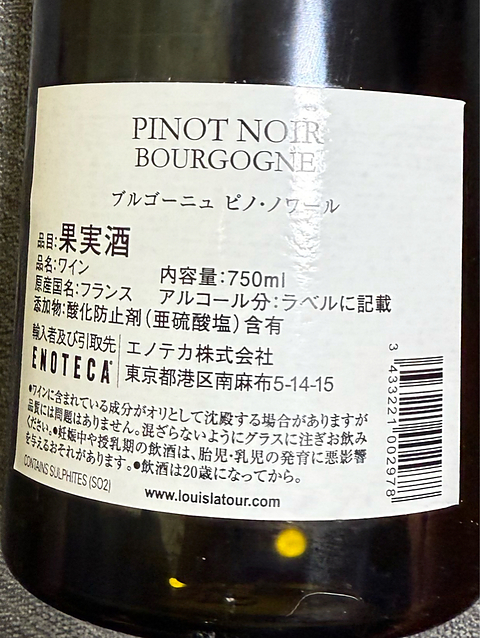 PINOT NOIR
BOURGOGNE
ブルゴーニュ ピノ・ノワール
品目:果実酒
品名:ワイン 内容量:750ml
原産国名:フランス アルコール分:ラベルに記載
添加物:酸化防止剤(亜硫酸塩)含有
輸入者及び引取先 エノテカ株式会社
ENOTECA 東京都港区南麻布5-14-15
●ワインに含まれている成分がオリとして沈殿する場合がありますが
品質には問題はありません。混ざらないようにグラスに注ぎお飲み
ください。●妊娠中や授乳期の飲酒は、胎児・乳児の発育に悪影響
を与えるおそれがあります。●飲酒は20歳になってから。
CONTAINS SULPHITES (SO2)
www.louislatour.com
3 433221 002978